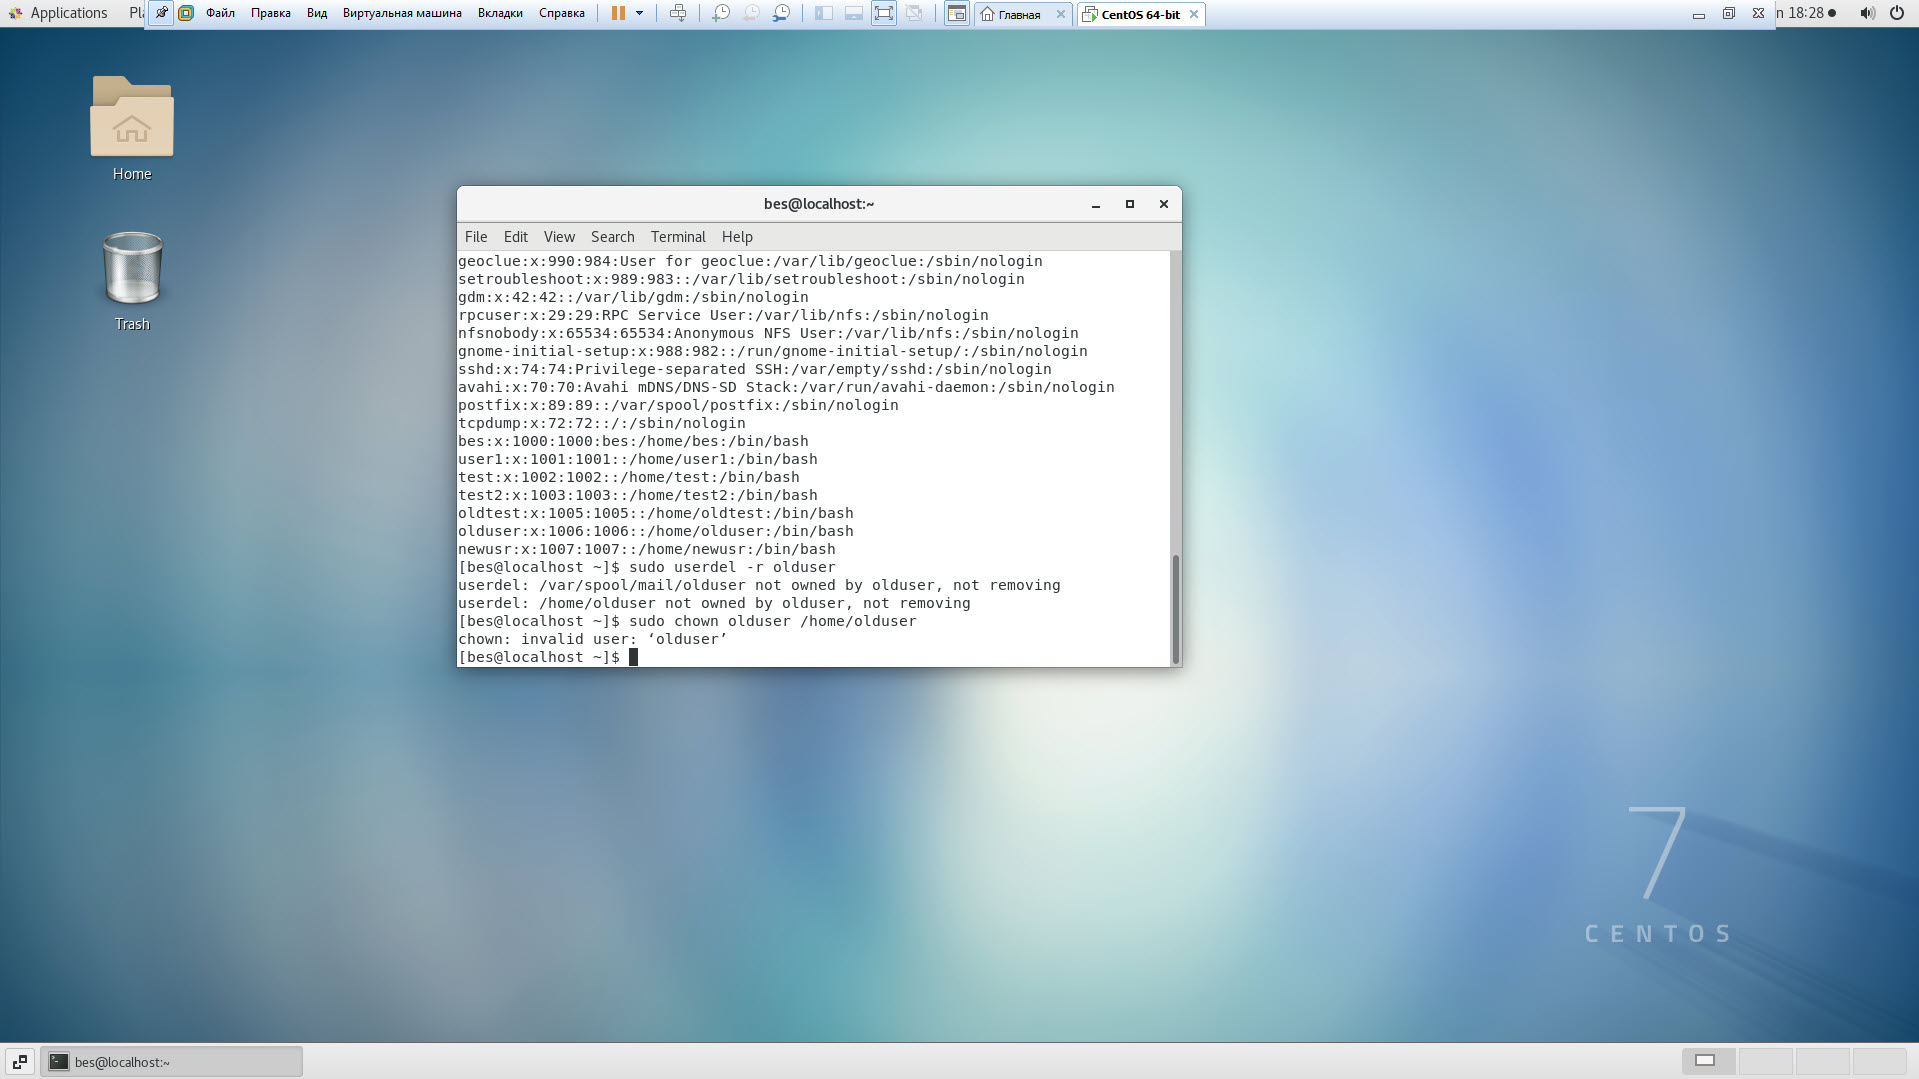 Applications
Файл Правка Вид Виртуальная машина Вкладки Справка
Главная
CentOS 64-bit
18:28
Home
Trash
bes@localhost:~
File Edit View Search Terminal Help
geoclue:x:990:984:User for geoclue:/var/lib/geoclue:/sbin/nologin
setroubleshoot:x:989:983::/var/lib/setroubleshoot:/sbin/nologin
gdm:x:42:42::/var/lib/gdm:/sbin/nologin
rpcuser:x:29:29:RPC Service User:/var/lib/nfs:/sbin/nologin
nfsnobody:x:65534:65534:Anonymous NFS User:/var/lib/nfs:/sbin/nologin
gnome-initial-setup:x:988:982::/run/gnome-initial-setup/:/sbin/nologin
sshd:x:74:74:Privilege-separated SSH:/var/empty/sshd:/sbin/nologin
avahi:x:70:70:Avahi mDNS/DNS-SD Stack:/var/run/avahi-daemon:/sbin/nologin
postfix:x:89:89::/var/spool/postfix:/sbin/nologin
tcpdump:x:72:72::/:/sbin/nologin
bes:x:1000:1000:bes:/home/bes:/bin/bash
user1:x:1001:1001::/home/user1:/bin/bash
test:x:1002:1002::/home/test:/bin/bash
test2:x:1003:1003::/home/test2:/bin/bash
oldtest:x:1005:1005::/home/oldtest:/bin/bash
olduser:x:1006:1006::/home/olduser:/bin/bash
newusr:x:1007:1007::/home/newusr:/bin/bash
[bes@localhost ~]$ sudo userdel -r olduser
userdel: /var/spool/mail/olduser not owned by olduser, not removing
userdel: /home/olduser not owned by olduser, not removing
[bes@localhost ~]$ sudo chown olduser /home/olduser
chown: invalid user: ‘olduser’
[bes@localhost ~]$
7
CENTOS
bes@localhost:~